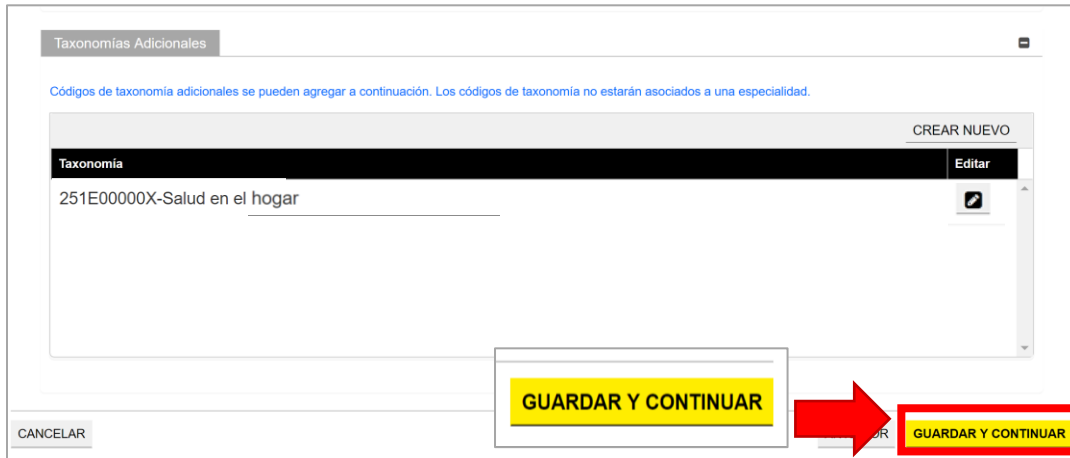 Taxonomías Adicionales
Códigos de taxonomía adicionales se pueden agregar a continuación. Los códigos de taxonomía no estarán asociados a una especialidad.
CREAR NUEVO
Taxonomía Editar
251E00000X-Salud en el hogar
GUARDAR Y CONTINUAR
CANCELAR GUARDAR Y CONTINUAR